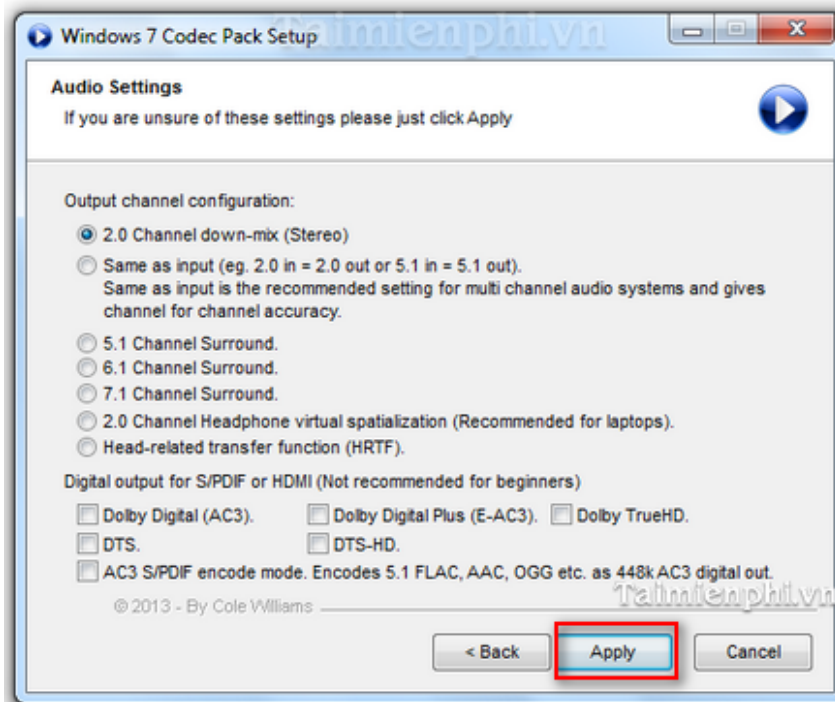 Taimienphi.vn
Windows 7 Codec Pack Setup
Audio Settings
If you are unsure of these settings please just click Apply
Output channel configuration:
2.0 Channel down-mix (Stereo)
Same as input (eg. 2.0 in = 2.0 out or 5.1 in = 5.1 out).
Same as input is the recommended setting for multi channel audio systems and gives
channel for channel accuracy.
5.1 Channel Surround.
6.1 Channel Surround.
7.1 Channel Surround.
2.0 Channel Headphone virtual spatialization (Recommended for laptops).
Head-related transfer function (HRTF).
Digital output for S/PDIF or HDMI (Not recommended for beginners)
Dolby Digital (AC3). Dolby Digital Plus (E-AC3). Dolby TrueHD.
DTS. DTS-HD.
AC3 S/PDIF encode mode. Encodes 5.1 FLAC, AAC, OGG etc. as 448k AC3 digital out.
Taimienphi.vn
© 2013 - By Cole Williams
< Back Apply Cancel